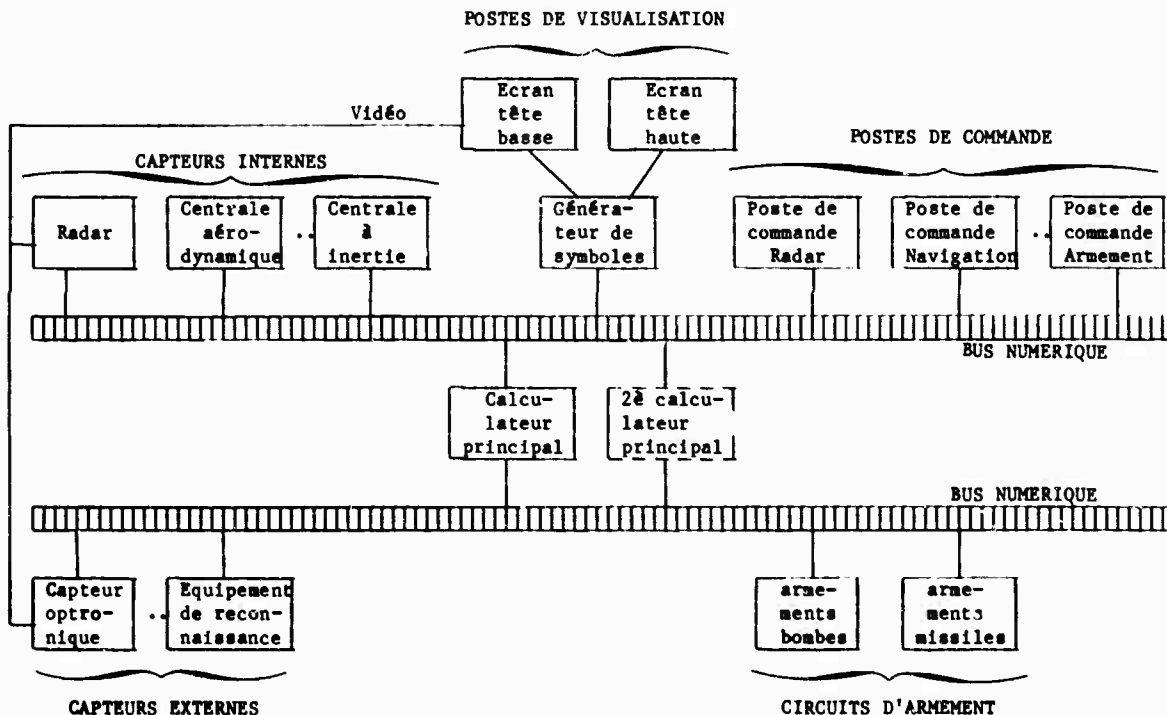 POSTES DE VISUALISATION
Ecran
tête
basse
Ecran
tête
haute
Vidéo
POSTES DE COMMANDE
CAPTEURS INTERNES
Radar
Centrale
aéro-
dynamique
..
Centrale
à
inertie
Généra-
teur de
symboles
Poste de
commande
Radar
Poste de
commande
Navigation
..
Poste de
commande
Armement
BUS NUMERIQUE
Calcu-
lateur
principal
2è calcu-
lateur
principal
BUS NUMERIQUE
Capteur
optro-
nique
..
Equipement
de recon-
naissance
arme-
ments
bombes
arme-
ments
missiles
CAPTEURS EXTERNES
CIRCUITS D'ARMEMENT